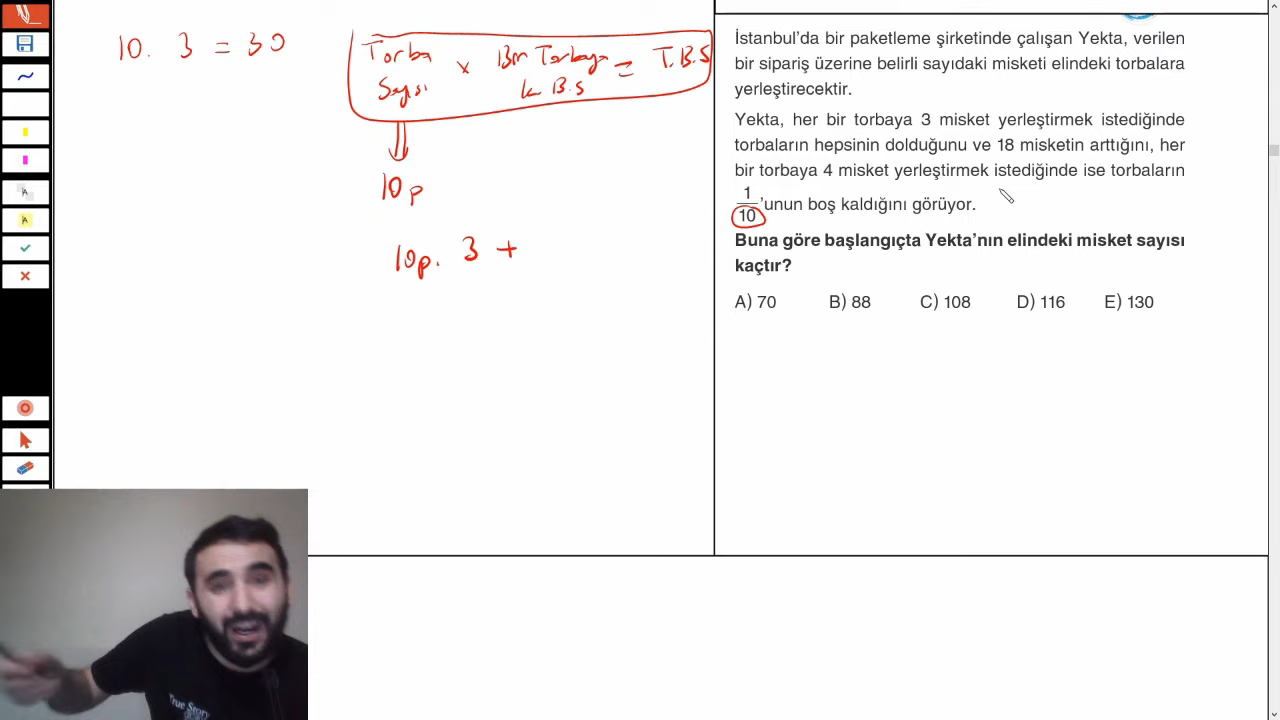 10. 3 = 30
Torba Sayısı x Bir Torbaya k B.S = T.B.S
10p
10p. 3 +
İstanbul'da bir paketleme şirketinde çalışan Yekta, verilen
bir sipariş üzerine belirli sayıdaki misketi elindeki torbalara
yerleştirecektir.
Yekta, her bir torbaya 3 misket yerleştirmek istediğinde
torbaların hepsinin dolduğunu ve 18 misketin arttığını, her
bir torbaya 4 misket yerleştirmek istediğinde ise torbaların
1/10 'unun boş kaldığını görüyor.
Buna göre başlangıçta Yekta'nın elindeki misket sayısı
kaçtır?
A) 70 B) 88 C) 108 D) 116 E) 130
True Story